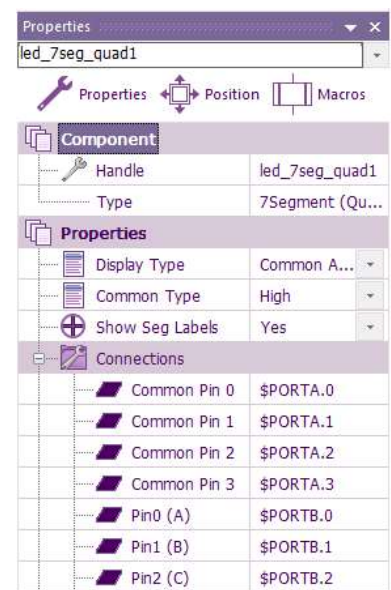 Properties
led_7seg_quad1
Properties Position Macros
Component
Handle led_7seg_quad1
Type 7Segment (Qu...
Properties
Display Type Common A...
Common Type High
Show Seg Labels Yes
Connections
Common Pin 0 $PORTA.0
Common Pin 1 $PORTA.1
Common Pin 2 $PORTA.2
Common Pin 3 $PORTA.3
Pin0 (A) $PORTB.0
Pin1 (B) $PORTB.1
Pin2 (C) $PORTB.2